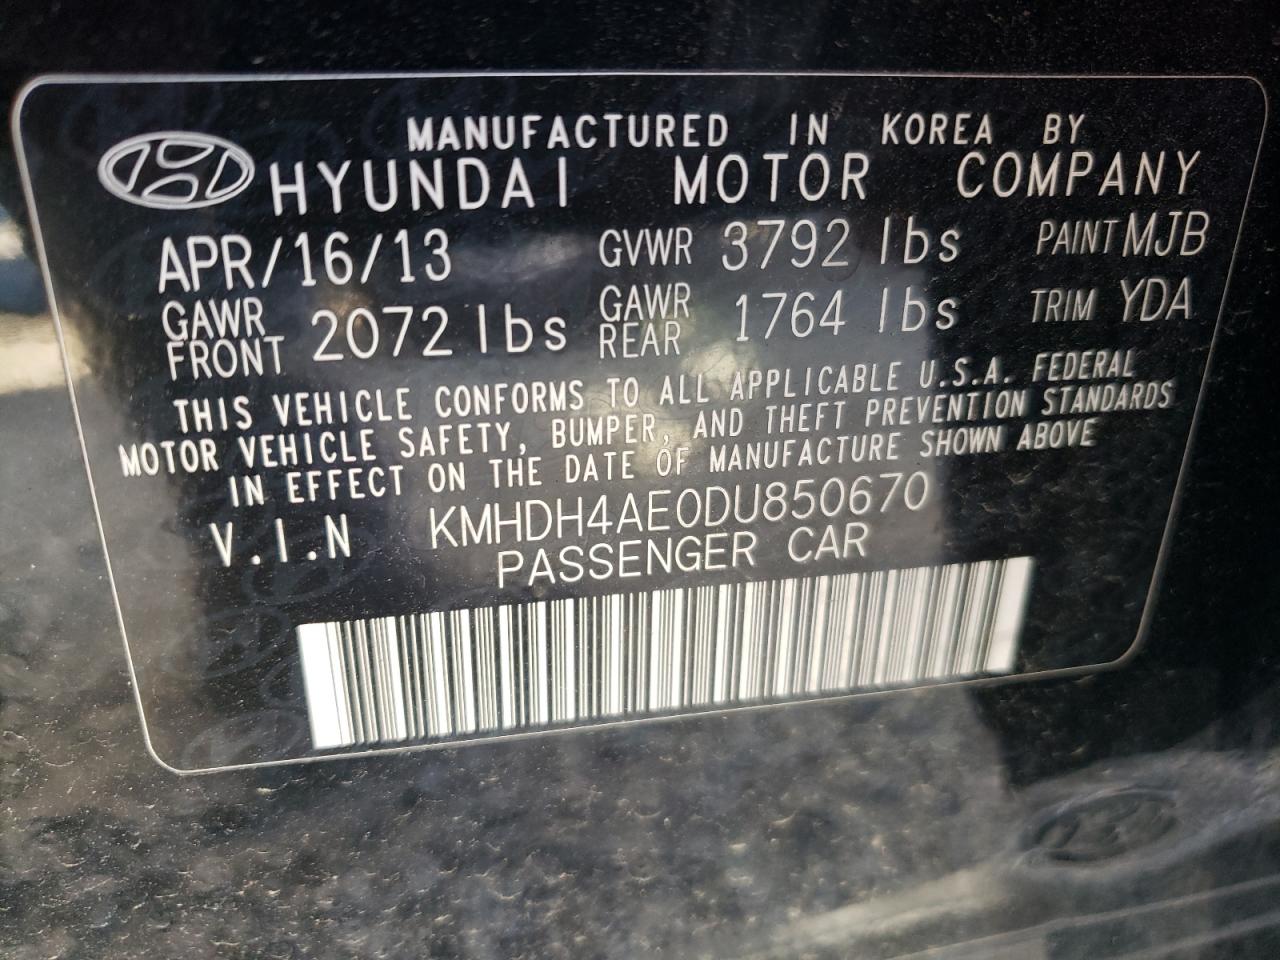 MANUFACTURED IN KOREA BY
HYUNDAI MOTOR COMPANY
APR/16/13 GVWR 3792 lbs PAINT MJB
GAWR FRONT 2072 lbs GAWR REAR 1764 lbs TRIM YDA
THIS VEHICLE CONFORMS TO ALL APPLICABLE U.S.A. FEDERAL
MOTOR VEHICLE SAFETY, BUMPER, AND THEFT PREVENTION STANDARDS
IN EFFECT ON THE DATE OF MANUFACTURE SHOWN ABOVE
V.I.N KMHDH4AE0DU850670
PASSENGER CAR